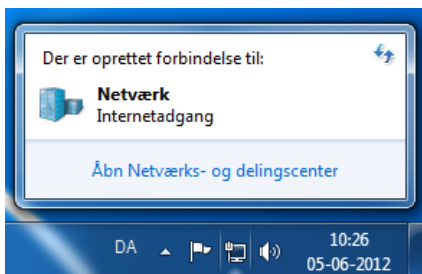 Der er oprettet forbindelse til:
Netværk
Internetadgang
Åbn Netværks- og delingscenter
DA
10:26
05-06-2012